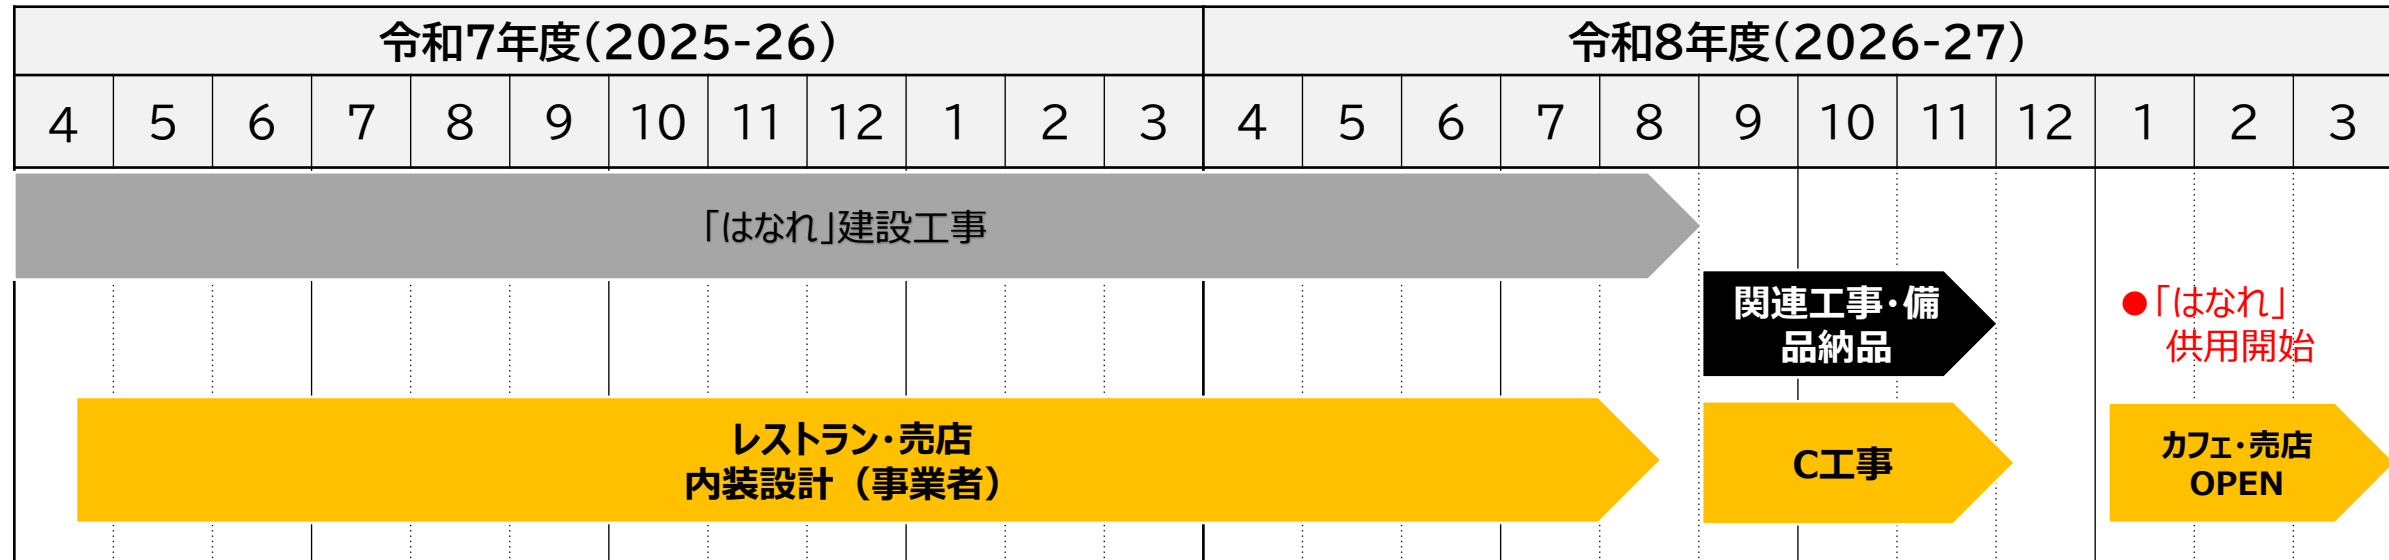 令和7年度(2025-26) 令和8年度(2026-27)
4 5 6 7 8 9 10 11 12 1 2 3 4 5 6 7 8 9 10 11 12 1 2 3
「はなれ」建設工事
関連工事・備
品納品
●「はなれ」
供用開始
レストラン・売店
内装設計（事業者）
C工事
カフェ・売店
OPEN